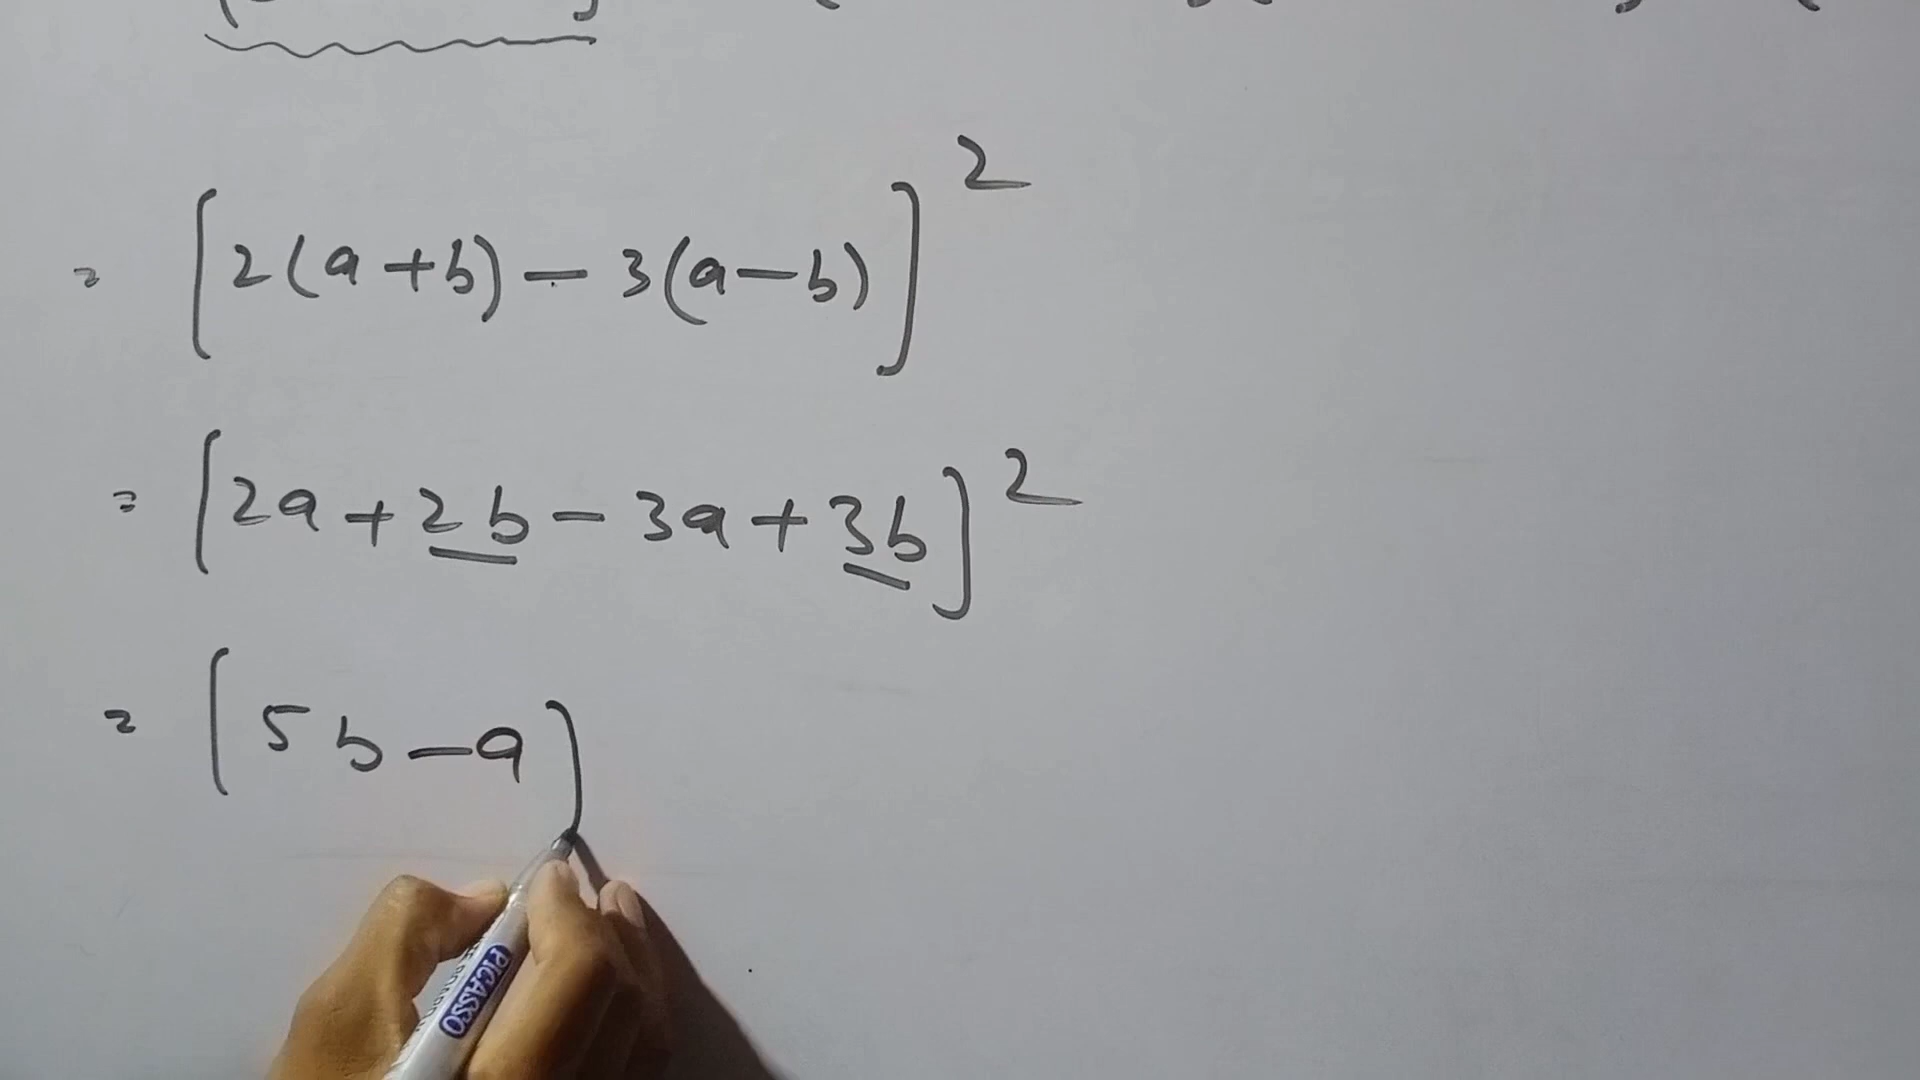 = [2(a+b) - 3(a-b)]²
= [2a + 2b - 3a + 3b]²
= [5b - a)
PICASSO